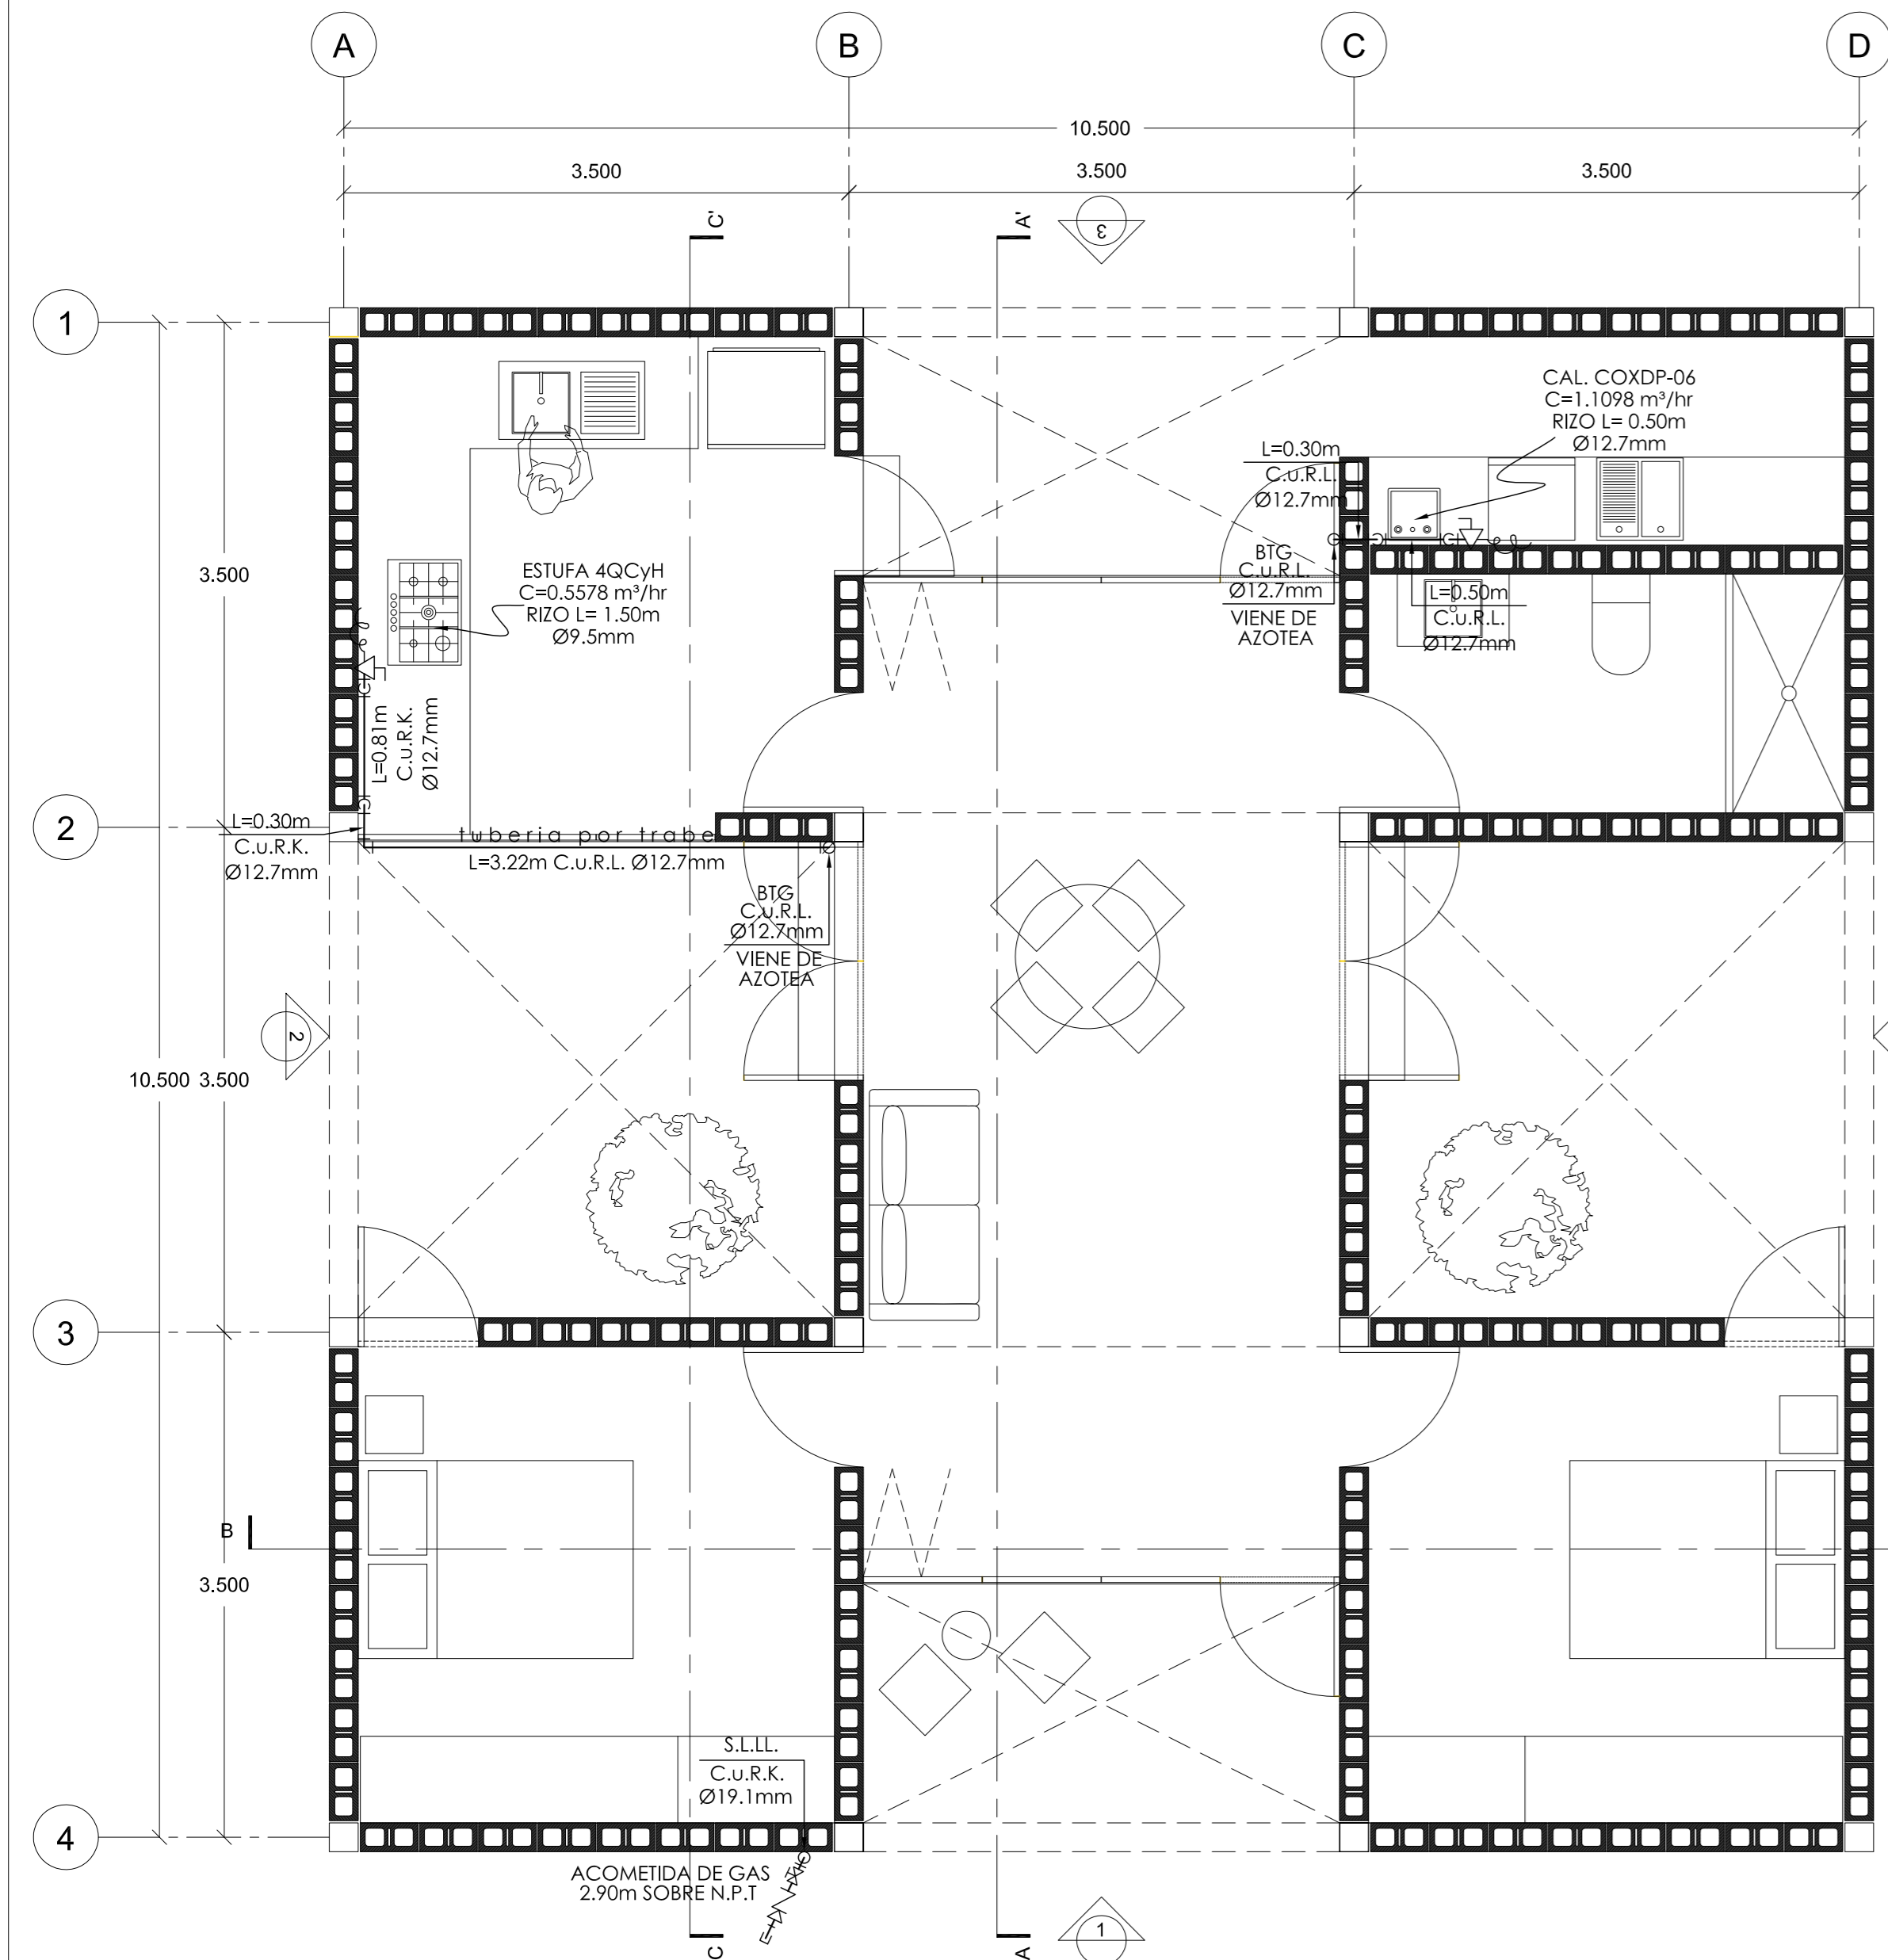 A
B
C
D
10.500
3.500
3.500
3.500
C'
A'
3
1
CAL. COXDP-06
C=1.1098 m³/hr
RIZO L= 0.50m
Ø12.7mm
L=0.30m
C.u.R.L.
Ø12.7mm
BTG
C.u.R.L.
Ø12.7mm
VIENE DE
AZOTEA
L=0.50m
C.u.R.L.
Ø12.7mm
3.500
ESTUFA 4QCyH
C=0.5578 m³/hr
RIZO L= 1.50m
Ø9.5mm
L=0.81m
C.u.R.K.
Ø12.7mm
2
L=0.30m
C.u.R.K.
Ø12.7mm
tuberia por trabe
L=3.22m C.u.R.L. Ø12.7mm
BTG
C.u.R.L.
Ø12.7mm
VIENE DE
AZOTEA
2
10.500
3.500
3
B
3.500
S.L.LL.
C.u.R.K.
Ø19.1mm
4
ACOMETIDA DE GAS
2.90m SOBRE N.P.T
1
C
A